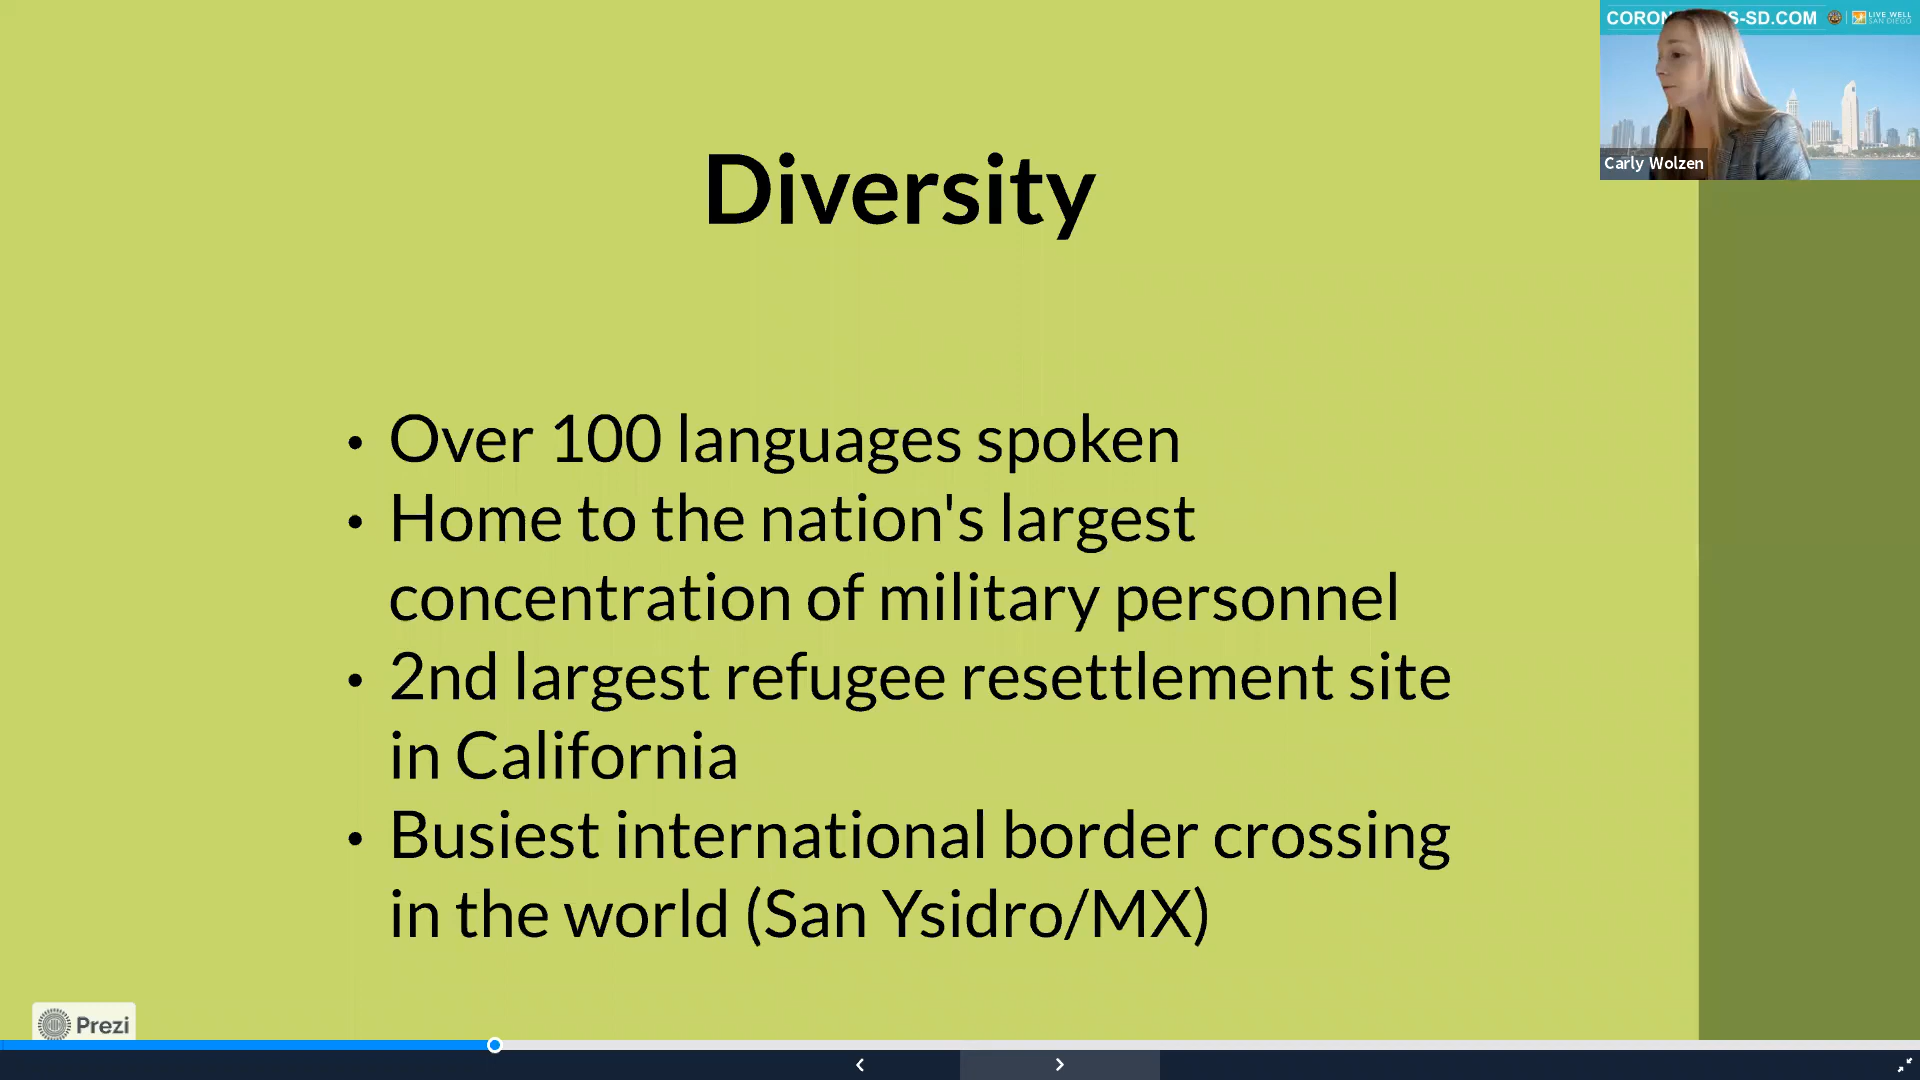 CORON S-SD.COM
LIVE WELL
SAN DIEGO
Carly Wolzen
Diversity
• Over 100 languages spoken
• Home to the nation's largest
concentration of military personnel
• 2nd largest refugee resettlement site
in California
• Busiest international border crossing
in the world (San Ysidro/MX)
Prezi